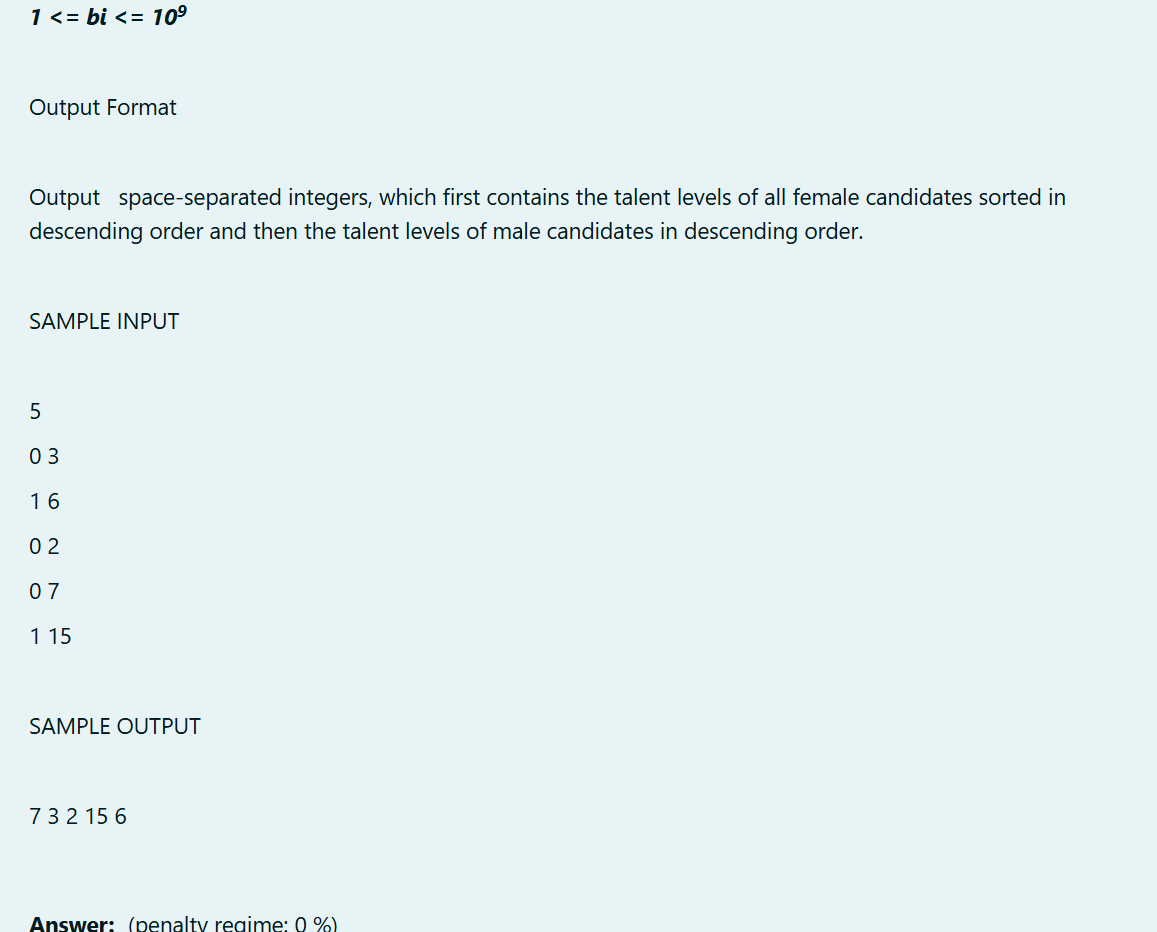 1 <= bi <= 10⁹
Output Format
Output space-separated integers, which first contains the talent levels of all female candidates sorted in
descending order and then the talent levels of male candidates in descending order.
SAMPLE INPUT
5
0 3
1 6
0 2
0 7
1 15
SAMPLE OUTPUT
7 3 2 15 6
Answer: (penalty regime: 0 %)